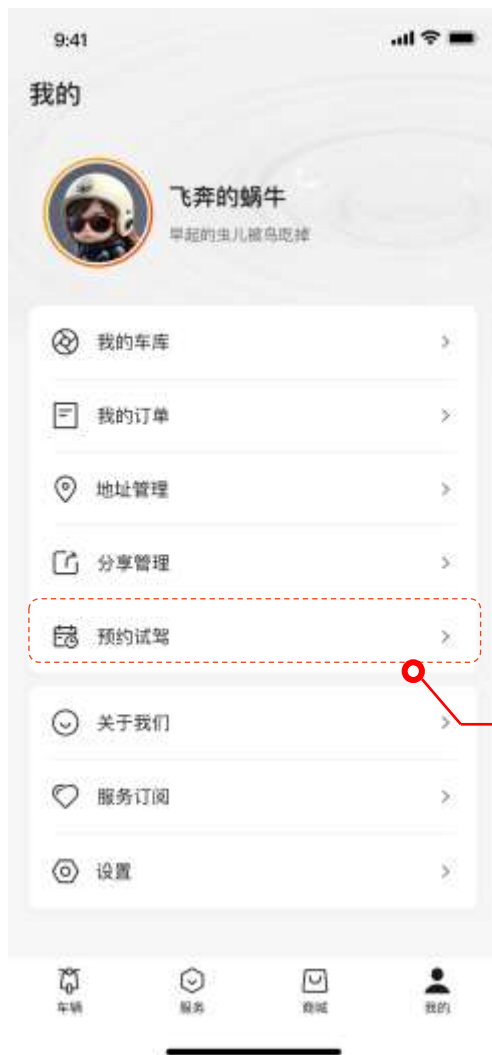 9:41
我的
飞奔的蜗牛
早起的虫儿被鸟吃掉
我的车库
我的订单
地址管理
分享管理
预约试驾
关于我们
服务订阅
设置
车辆
服务
商城
我的